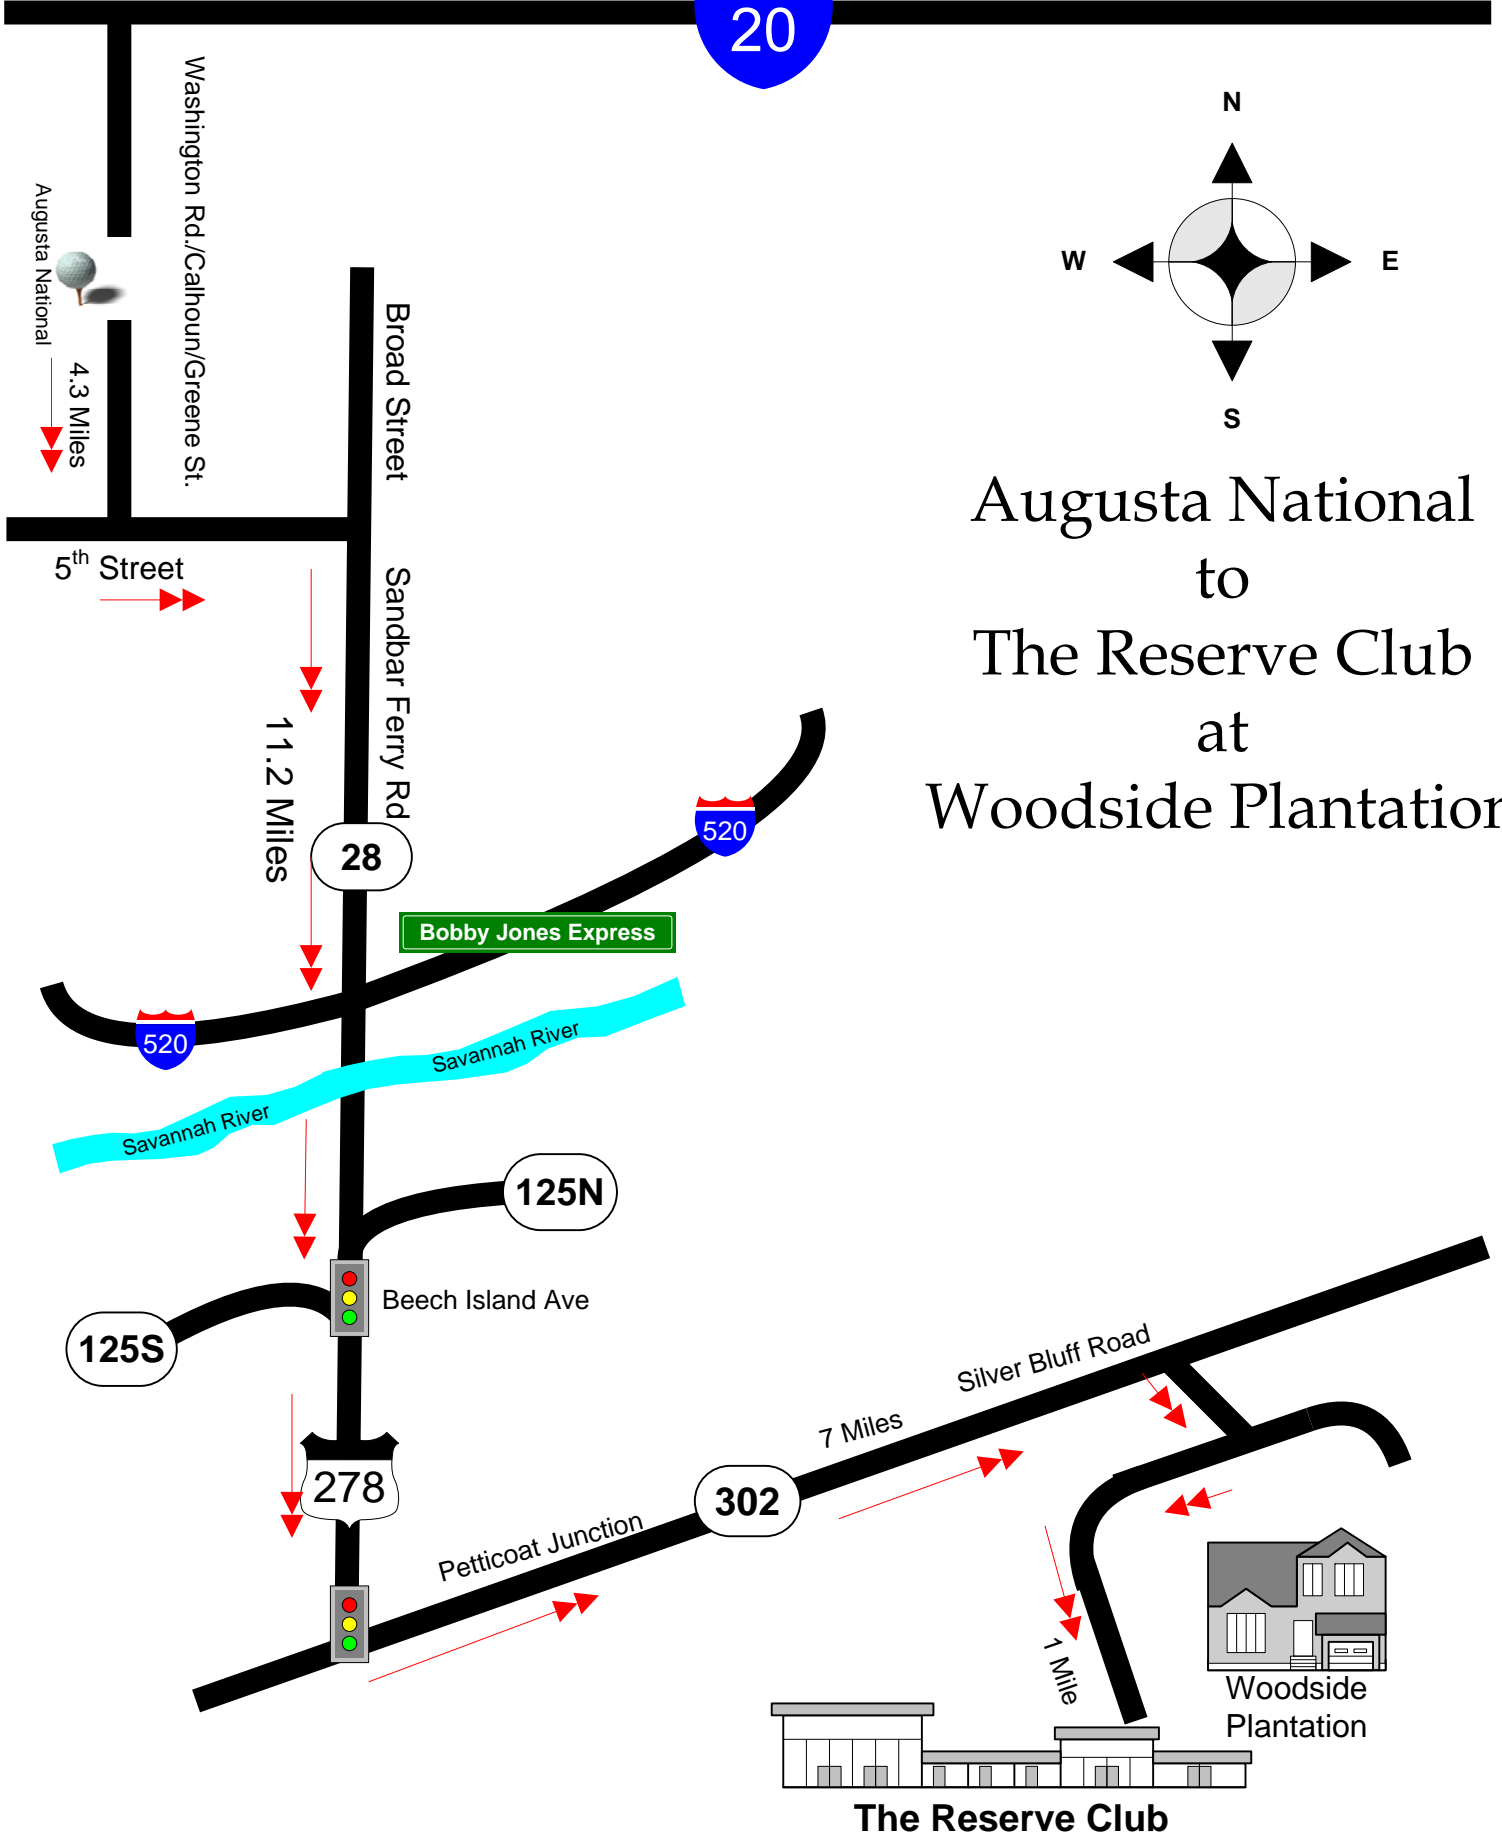 20
N
W
E
S
Washington Rd./Calhoun/Greene St.
Augusta National
4.3 Miles
Broad Street
Augusta National
to
The Reserve Club
at
Woodside Plantation
5th Street
Sandbar Ferry Rd
11.2 Miles
28
520
Bobby Jones Express
520
Savannah River
Savannah River
125N
Beech Island Ave
125S
Silver Bluff Road
7 Miles
278
302
Petticoat Junction
1 Mile
Woodside
Plantation
The Reserve Club